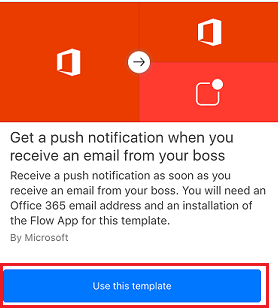 Get a push notification when you
receive an email from your boss
Receive a push notification as soon as you
receive an email from your boss. You will need an
Office 365 email address and an installation of
the Flow App for this template.
By Microsoft
Use this template